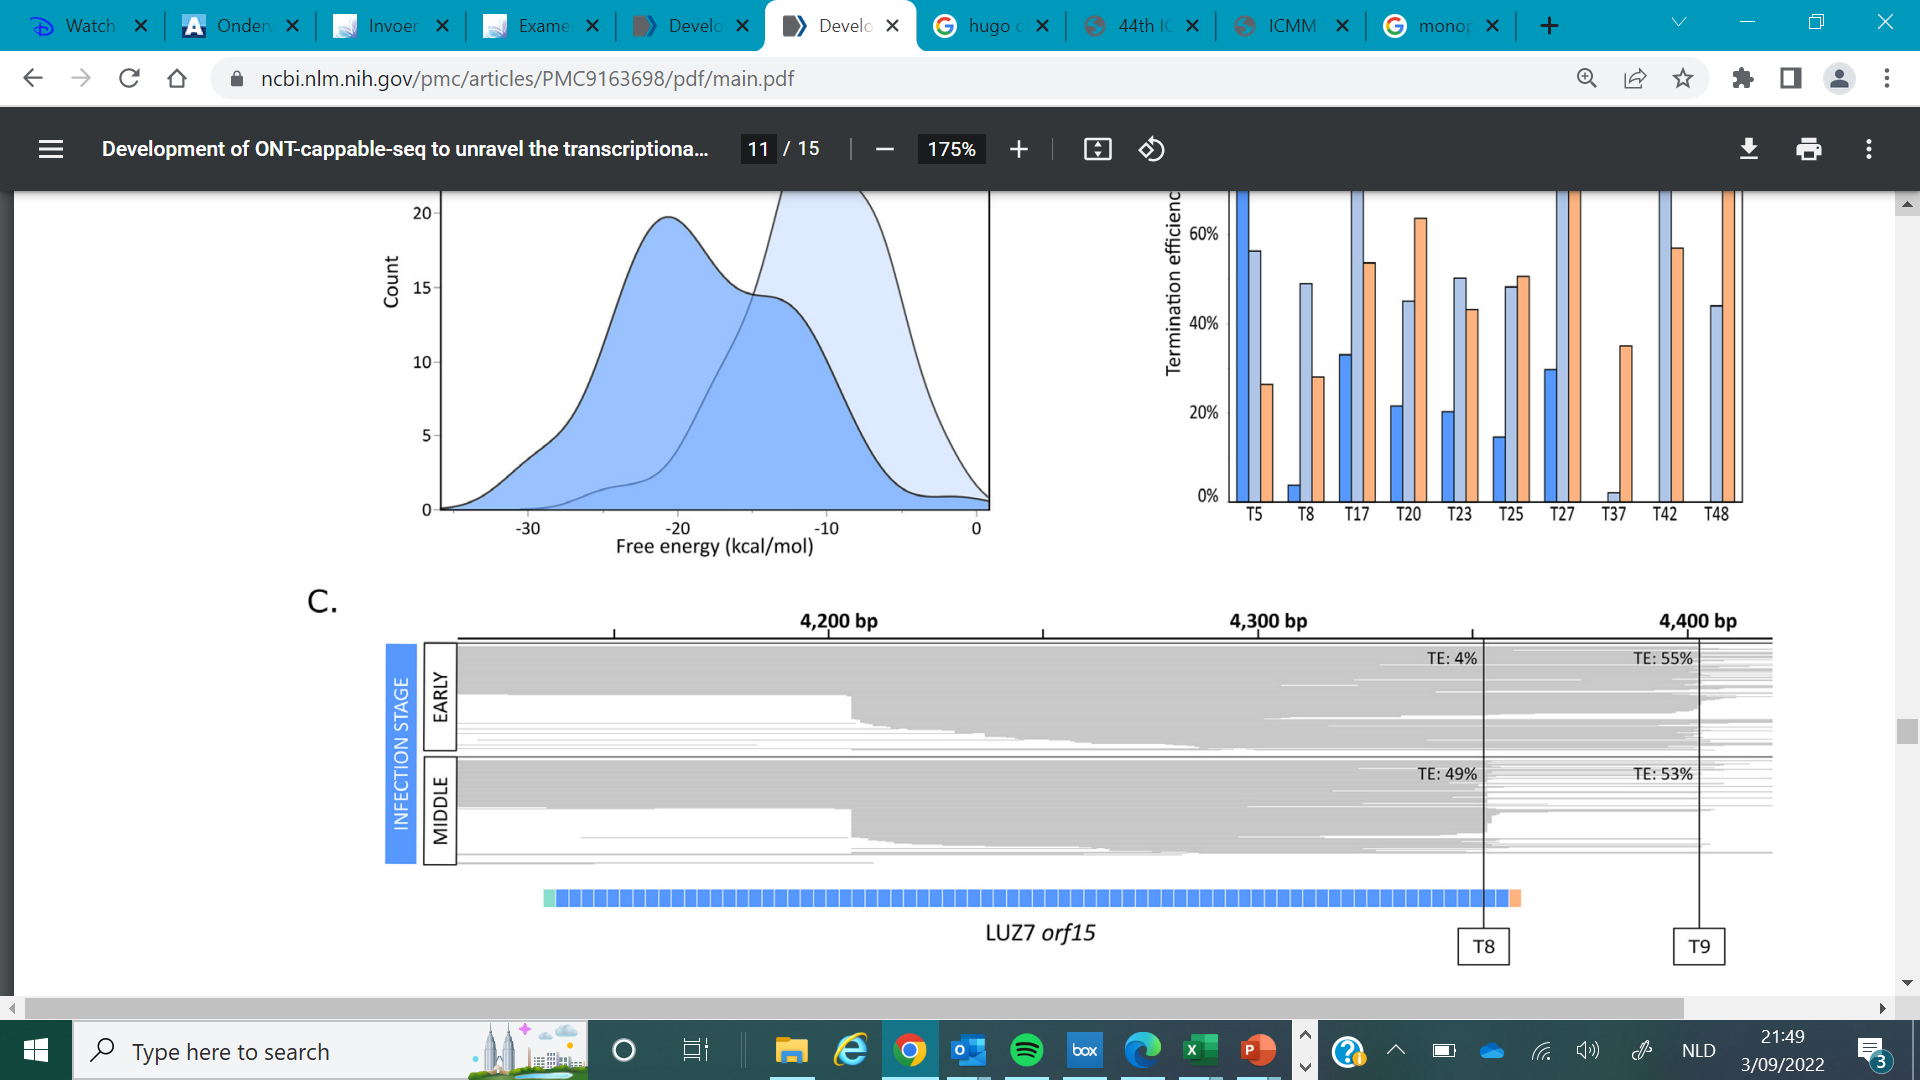 Watch
Onder
Invoer
Exame
Develo
Develo
hugo
44th
ICMM
mono
ncbi.nlm.nih.gov/pmc/articles/PMC9163698/pdf/main.pdf
Development of ONT-cappable-seq to unravel the transcriptiona...
11 / 15
175%
20
15
10
5
0
Count
-30 -20 -10 0
Free energy (kcal/mol)
Termination efficienc
60%
40%
20%
0%
T5 T8 T17 T20 T23 T25 T27 T37 T42 T48
C.
4,200 bp 4,300 bp 4,400 bp
INFECTION STAGE
EARLY
TE: 4% TE: 55%
MIDDLE
TE: 49% TE: 53%
LUZ7 orf15
T8 T9
Type here to search
box
NLD
21:49
3/09/2022
3